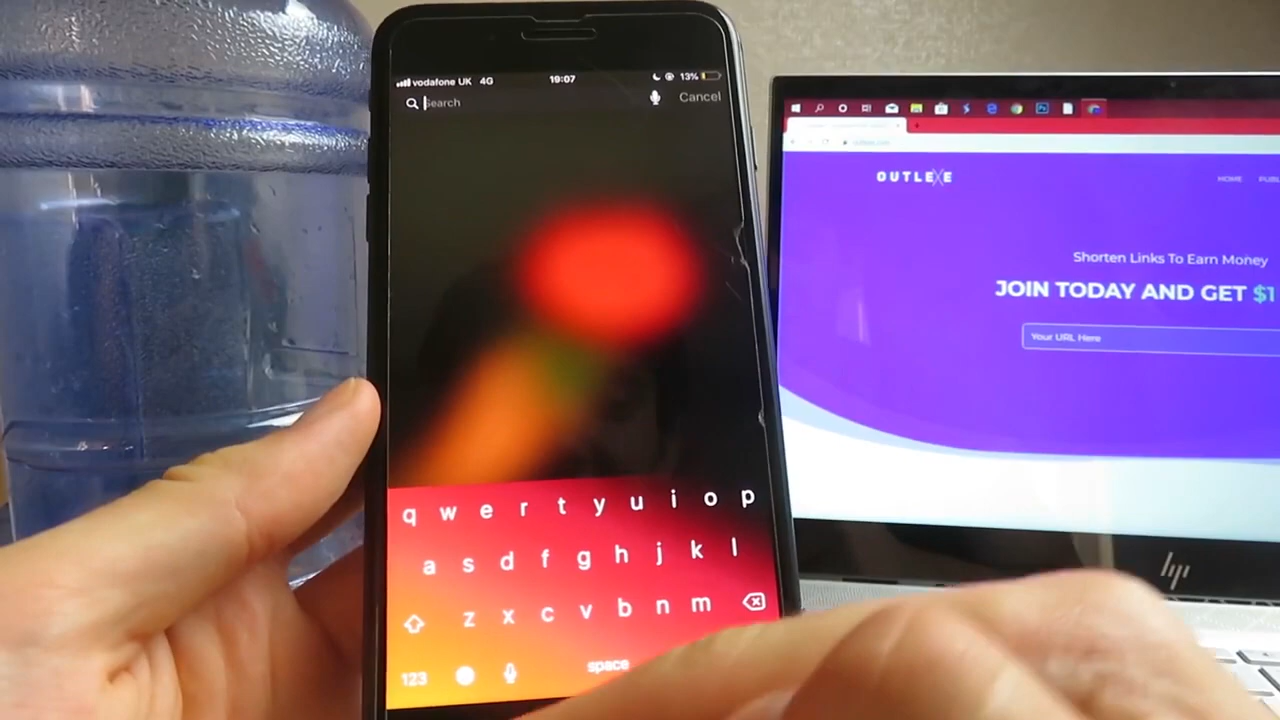 vodafone UK 4G 19:07 13%
Search Cancel
q w e r t y u i o p
a s d f g h j k l
z x c v b n m
123 space
OUTLEXE
HOME
Shorten Links To Earn Money
JOIN TODAY AND GET $1
Your URL Here
hp